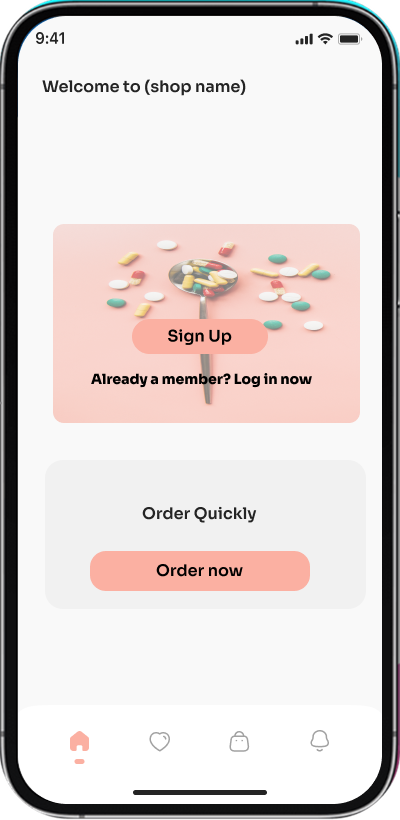 9:41
Welcome to (shop name)
Sign Up
Already a member? Log in now
Order Quickly
Order now